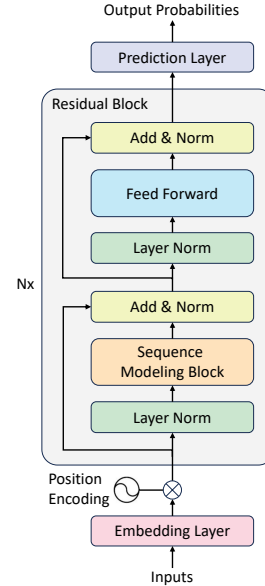 Output Probabilities
Prediction Layer
Residual Block
Add & Norm
Feed Forward
Layer Norm
Nx
Add & Norm
Sequence
Modeling Block
Layer Norm
Position
Encoding
Embedding Layer
Inputs